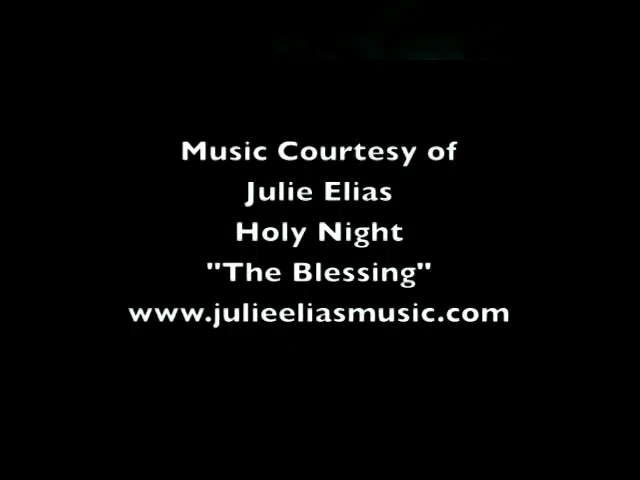 Music Courtesy of
Julie Elias
Holy Night
"The Blessing"
www.julieeliasmusic.com